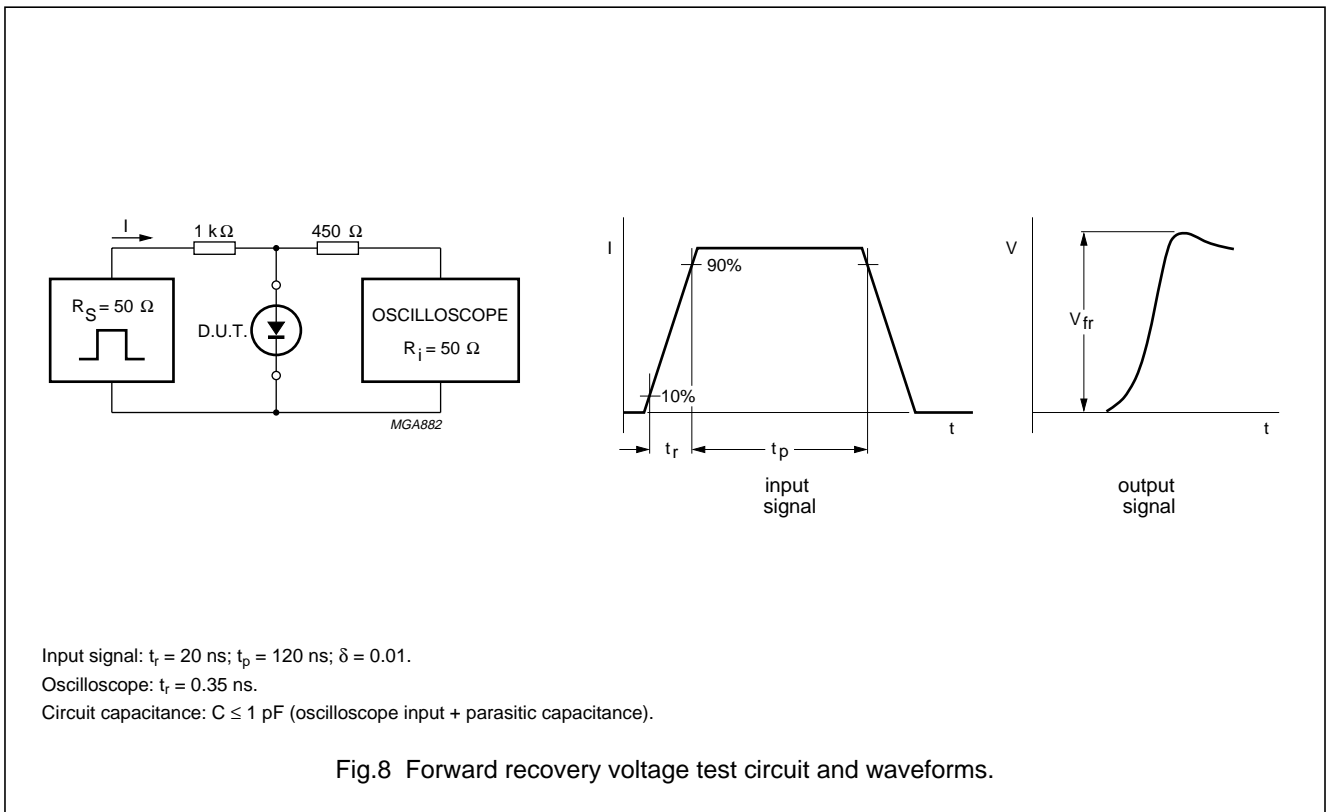 I
1 kΩ
450 Ω
R_S = 50 Ω
D.U.T.
OSCILLOSCOPE
R_i = 50 Ω
MGA882
I
90%
10%
t
t_r
t_p
input
signal
V
V_fr
t
output
signal
Input signal: t_r = 20 ns; t_p = 120 ns; δ = 0.01.
Oscilloscope: t_r = 0.35 ns.
Circuit capacitance: C ≤ 1 pF (oscilloscope input + parasitic capacitance).
Fig.8 Forward recovery voltage test circuit and waveforms.